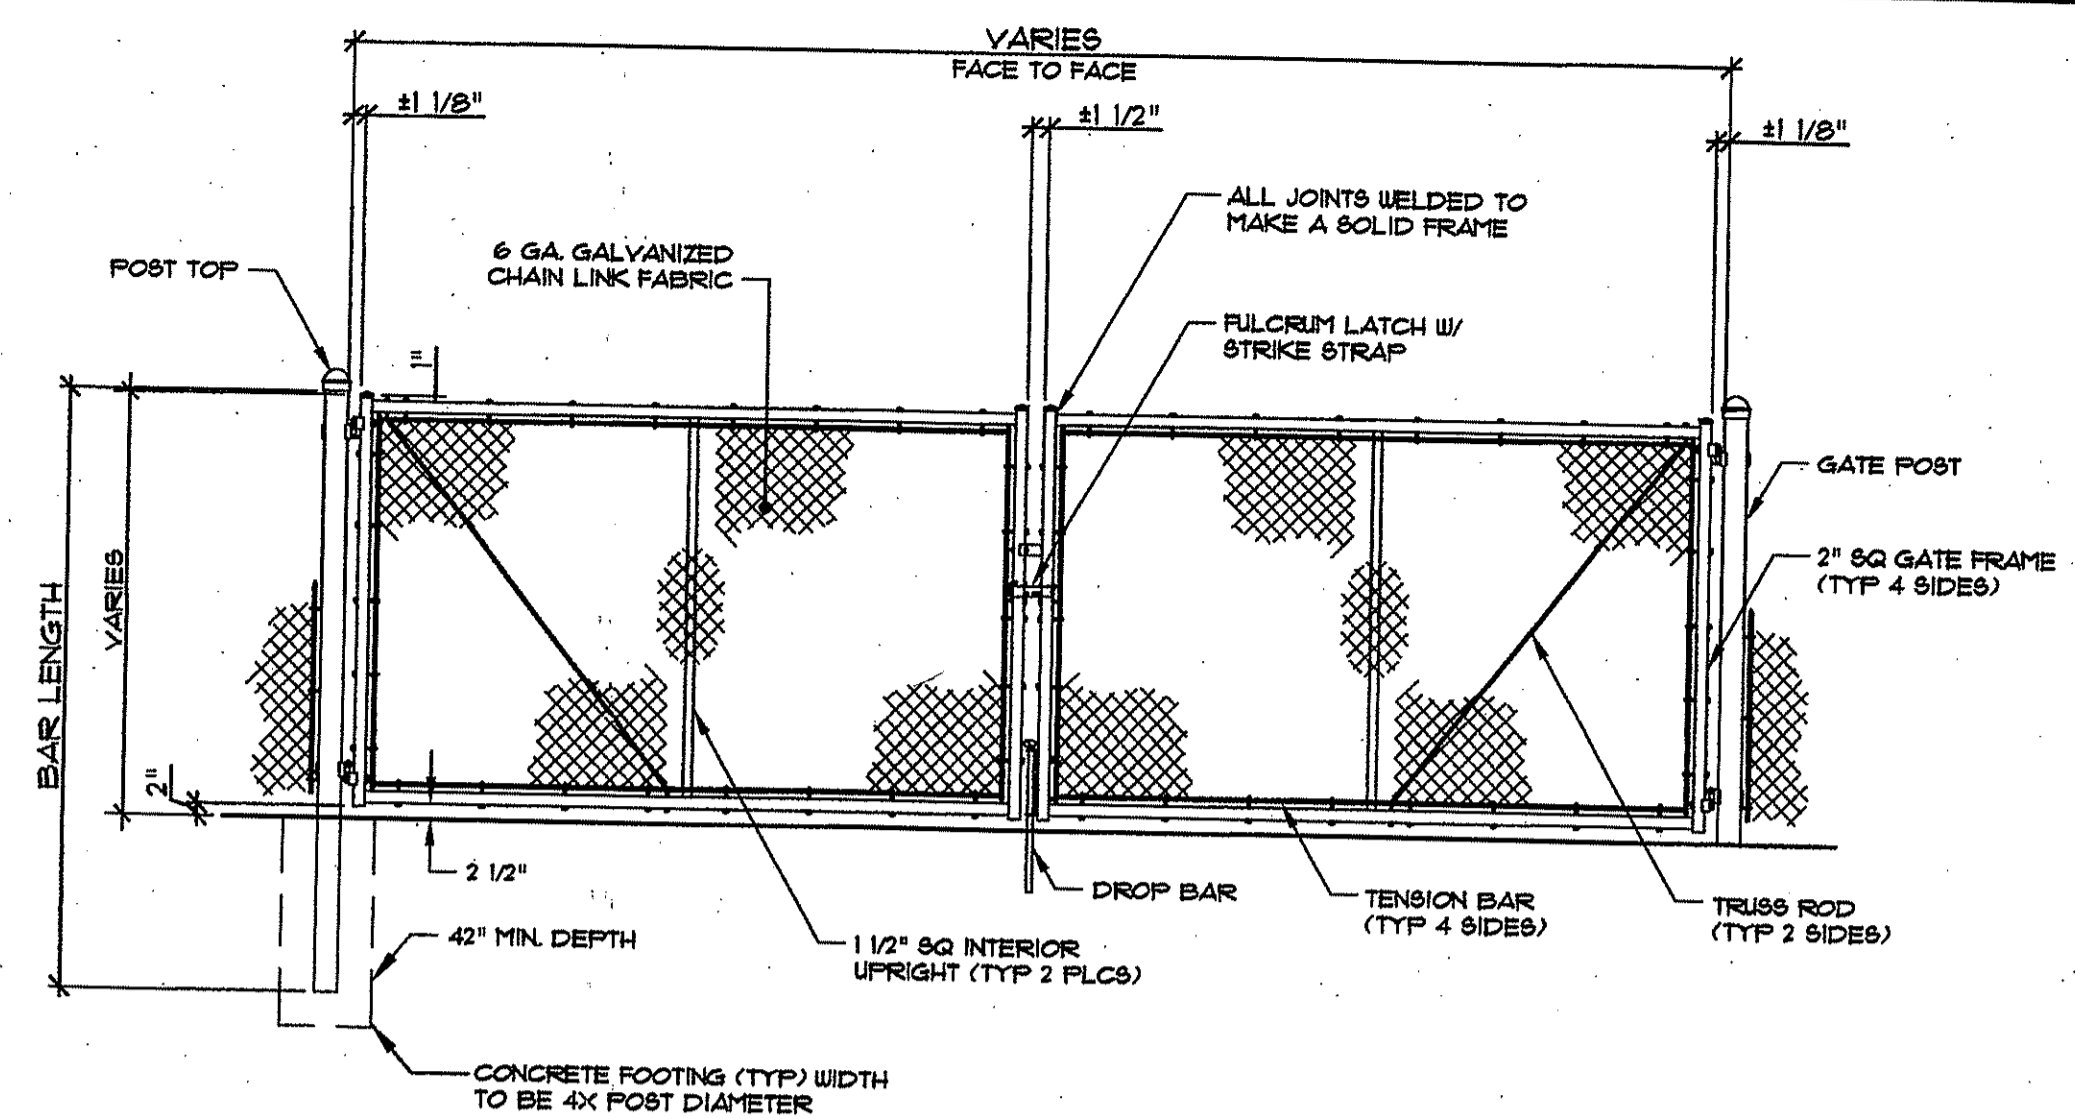 VARIES
FACE TO FACE
±1 1/8"
±1 1/2"
±1 1/8"
ALL JOINTS WELDED TO
MAKE A SOLID FRAME
6 GA. GALVANIZED
CHAIN LINK FABRIC
POST TOP
FULCRUM LATCH W/
STRIKE STRAP
1"
GATE POST
2" SQ GATE FRAME
(TYP 4 SIDES)
BAR LENGTH
VARIES
2"
2 1/2"
DROP BAR
TENSION BAR
(TYP 4 SIDES)
TRUSS ROD
(TYP 2 SIDES)
42" MIN. DEPTH
1 1/2" SQ INTERIOR
UPRIGHT (TYP 2 PLCS)
CONCRETE FOOTING (TYP) WIDTH
TO BE 4X POST DIAMETER